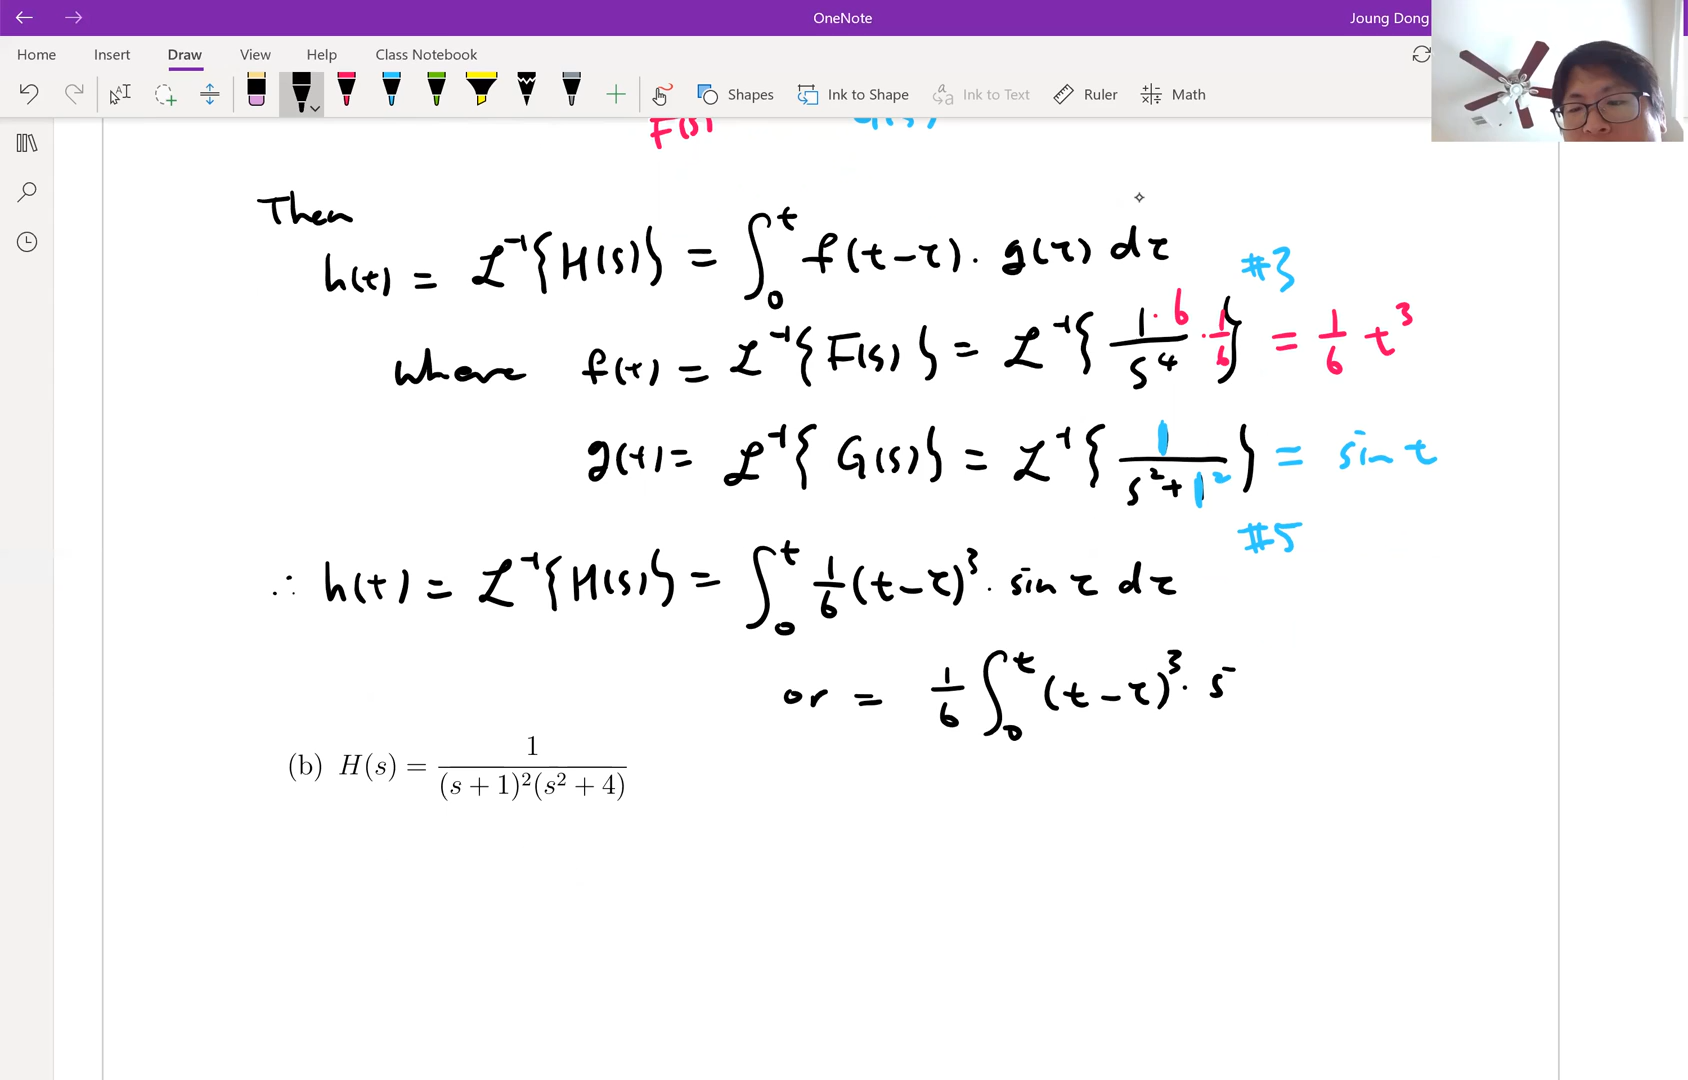 OneNote
Joung Dong
Home Insert Draw View Help Class Notebook
Shapes Ink to Shape Ink to Text Ruler Math
F(s) G(s)
Then
h(t) = ℒ⁻¹{H(s)} = ∫₀ᵗ f(t-τ) · g(τ) dτ
#3
where f(t) = ℒ⁻¹{F(s)} = ℒ⁻¹{1·6/s⁴ · 1/6} = 1/6 t³
g(t) = ℒ⁻¹{G(s)} = ℒ⁻¹{1/(s²+1²)} = sin t
#5
∴ h(t) = ℒ⁻¹{H(s)} = ∫₀ᵗ 1/6 (t-τ)³ · sin τ dτ
or = 1/6 ∫₀ᵗ (t-τ)³ · s
(b) H(s) = 1/((s + 1)²(s² + 4))